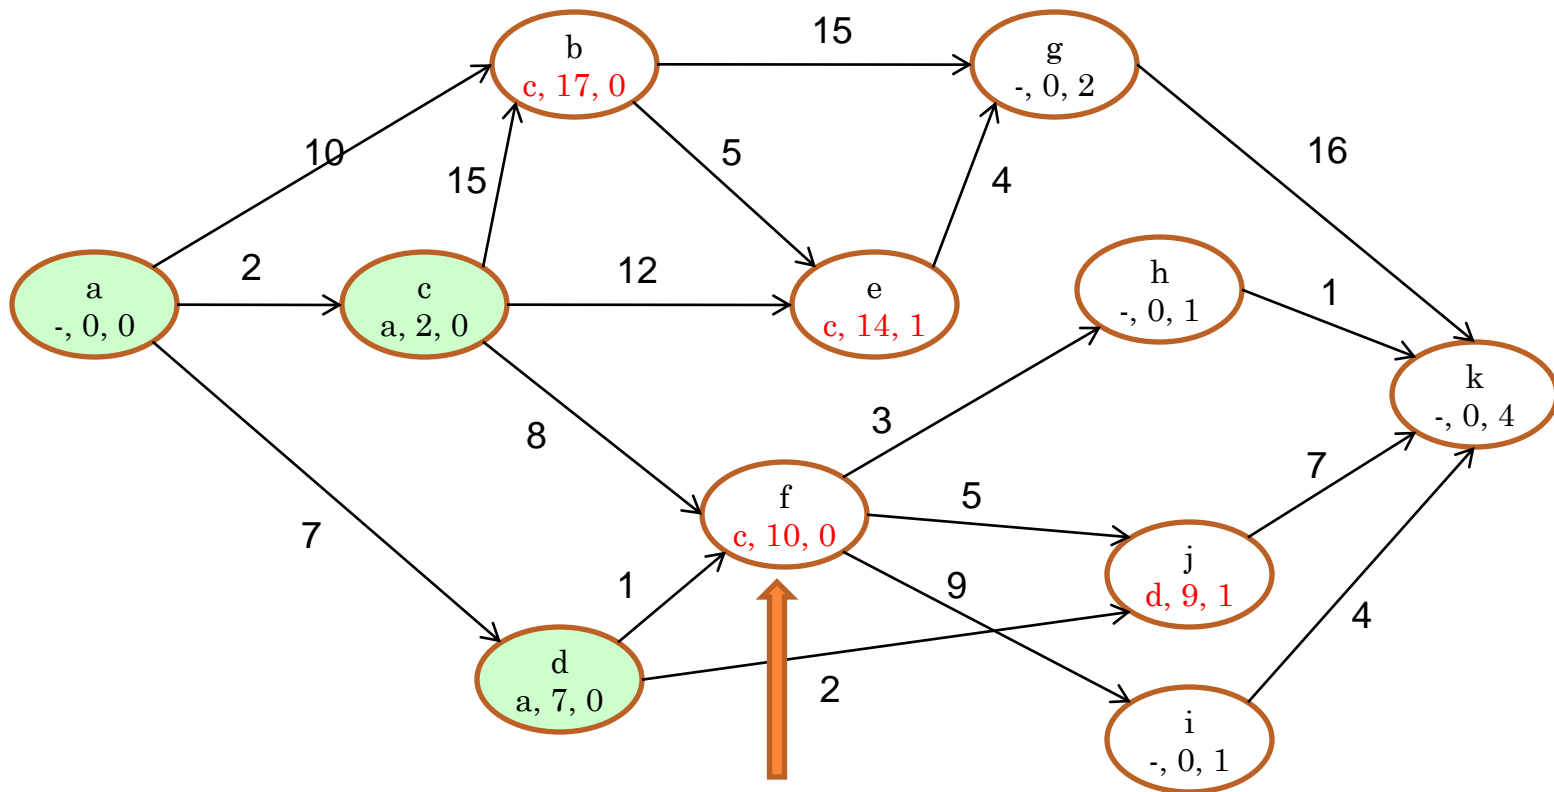 15
b
c, 17, 0
g
-, 0, 2
10
15
5
4
16
2
12
a
-, 0, 0
c
a, 2, 0
e
c, 14, 1
h
-, 0, 1
1
k
-, 0, 4
8
3
7
f
c, 10, 0
5
7
1
9
j
d, 9, 1
4
d
a, 7, 0
2
i
-, 0, 1